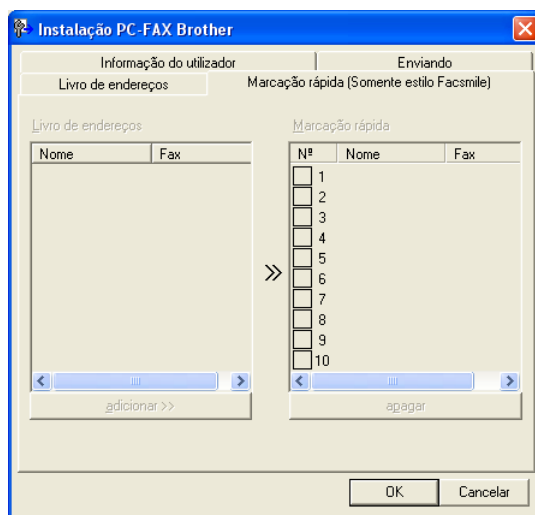 Instalação PC-FAX Brother
Informação do utilizador
Enviando
Livro de endereços
Marcação rápida (Somente estilo Facsmile)
Livro de endereços
Marcação rápida
Nome Fax
Nº Nome Fax
1
2
3
4
5
6
7
8
9
10
adicionar >>
apagar
OK Cancelar